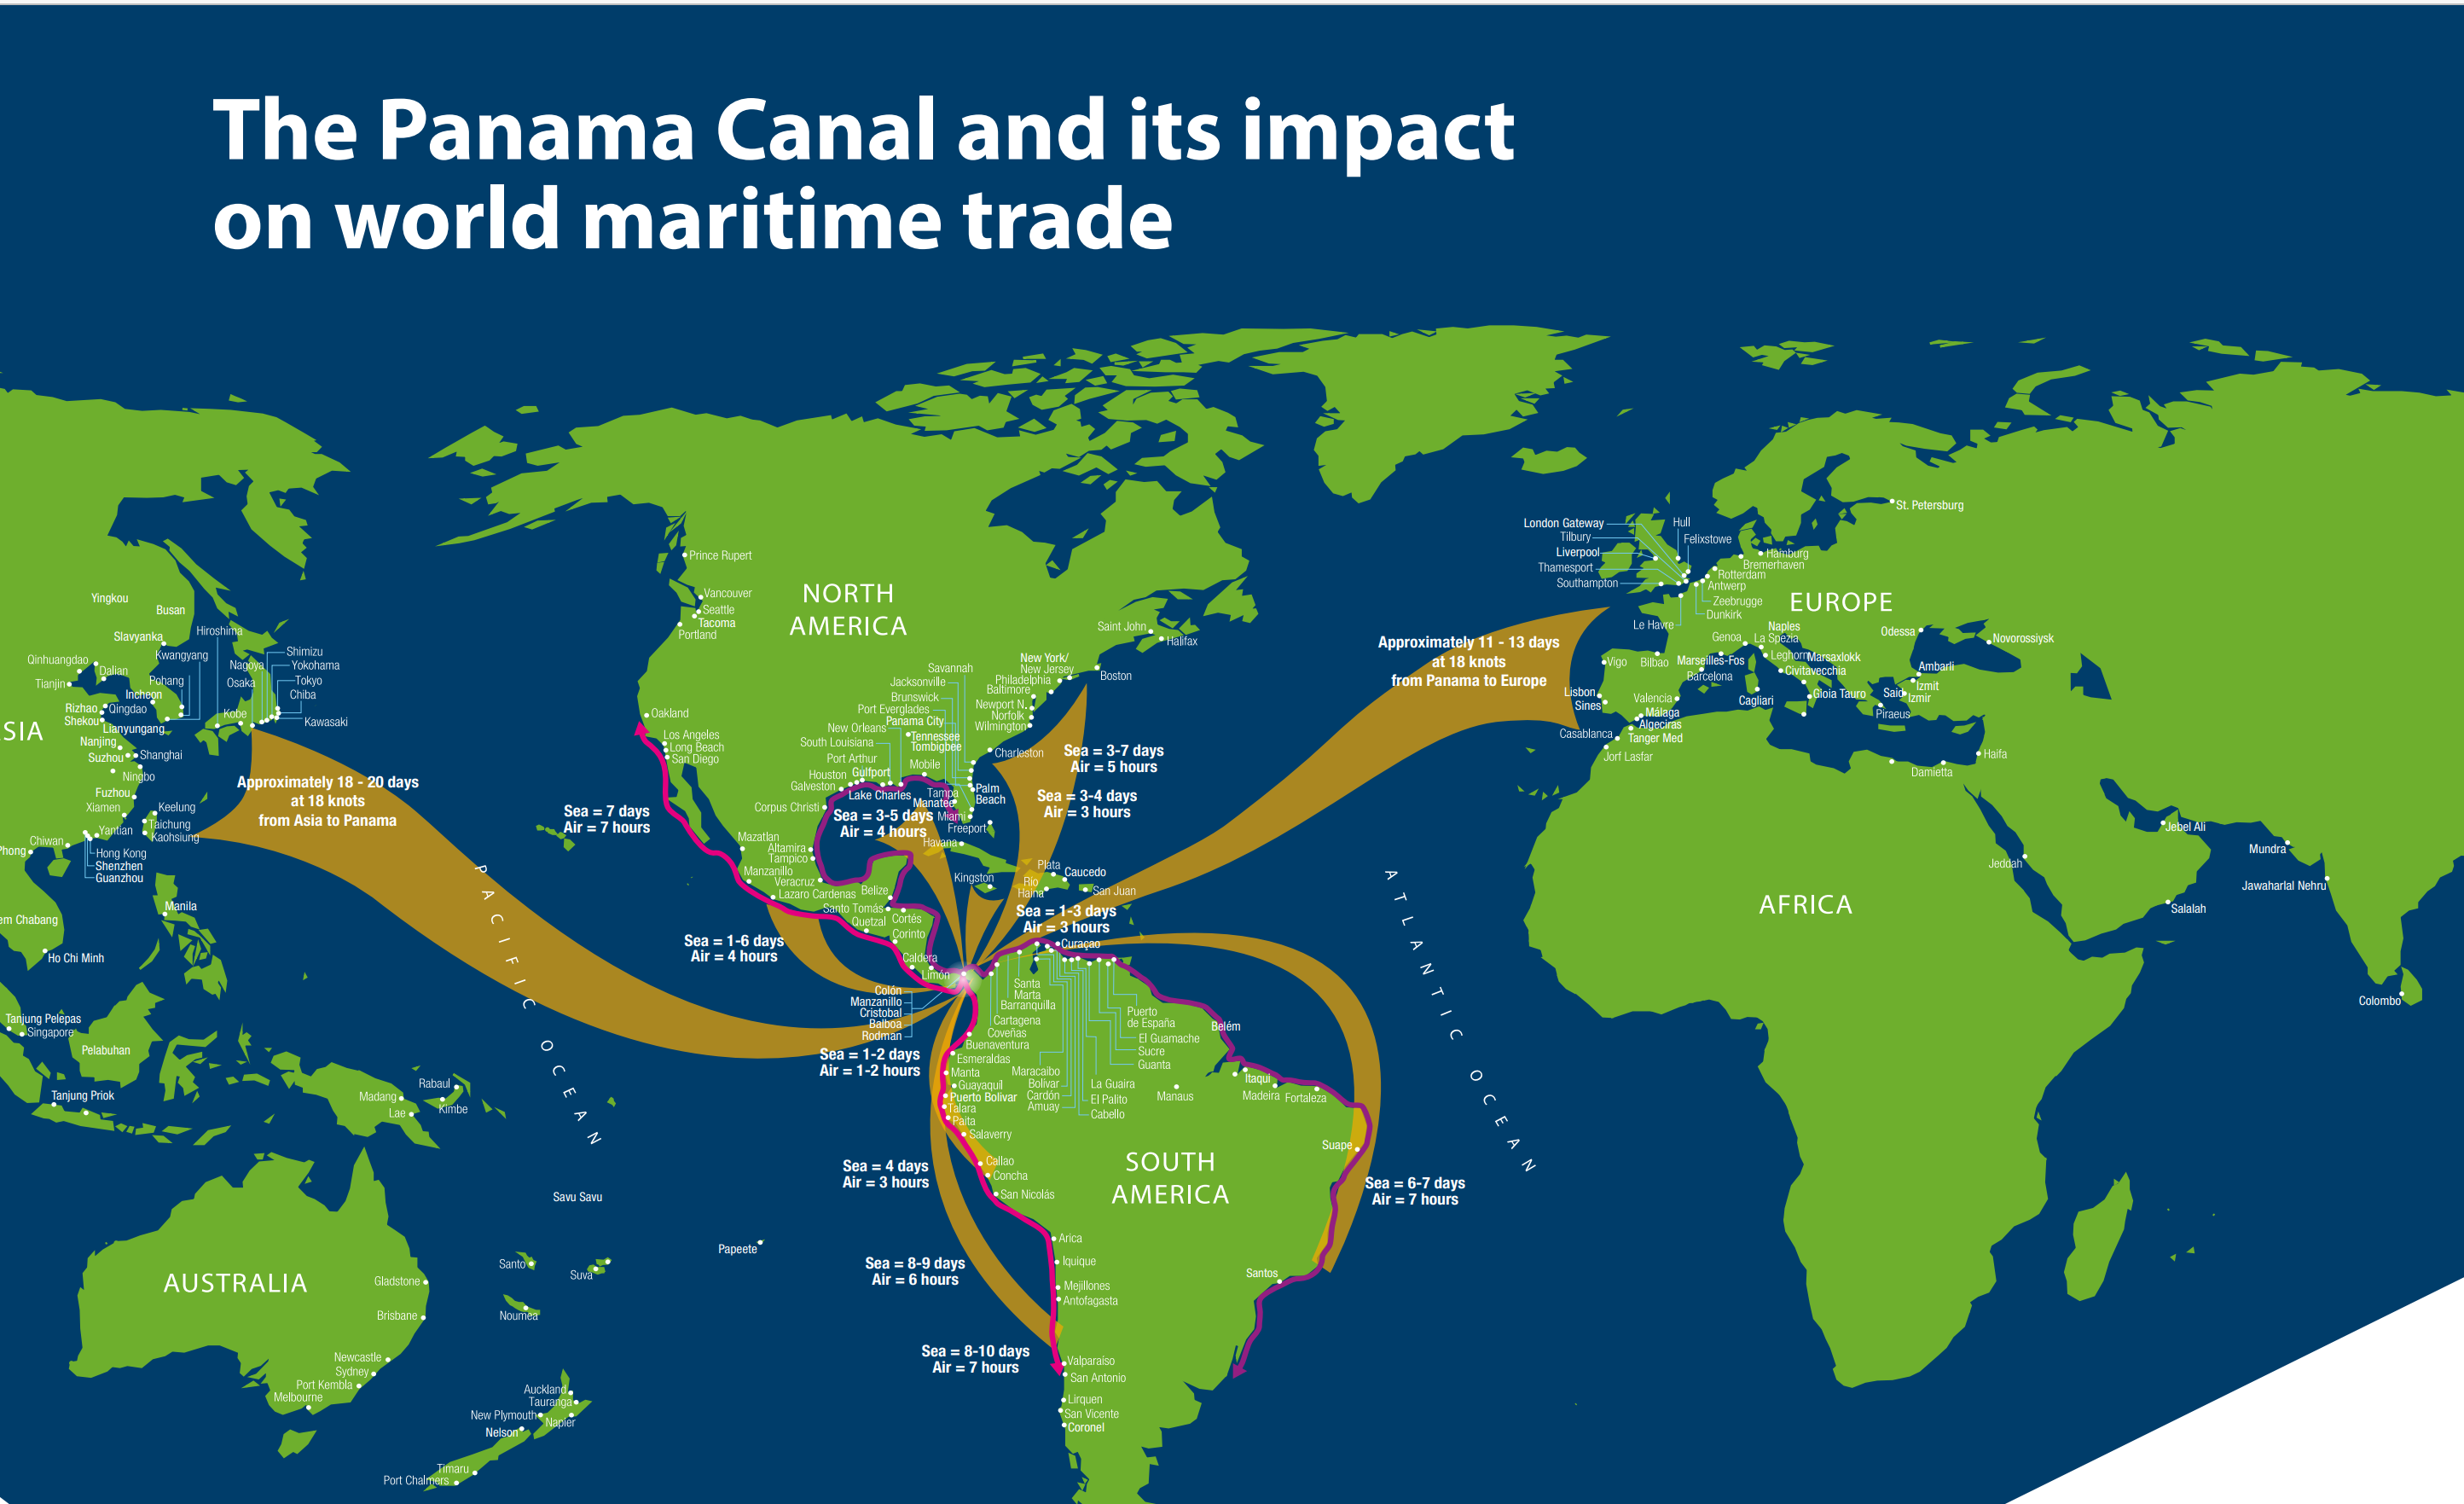 The Panama Canal and its impact
on world maritime trade
St. Petersburg
London Gateway
Hull
Tilbury
Felixstowe
Liverpool
Hamburg
Bremerhaven
Thamesport
Rotterdam
Southampton
Antwerp
Zeebrugge
Dunkirk
Le Havre
EUROPE
Naples
Genoa
La Spezia
Odessa
Novorossiysk
Vigo
Bilbao
Marseilles-Fos
Leghorn
Marsaxlokk
Barcelona
Civitavecchia
Ambarli
Lisbon
Sines
Valencia
Cagliari
Gloia Tauro
Said
Izmit
Izmir
Málaga
Algeciras
Piraeus
Casablanca
Tanger Med
Jorf Lasfar
Haifa
Damietta
Prince Rupert
Vancouver
Seattle
Tacoma
Portland
NORTH
AMERICA
Saint John
Halifax
New York/
New Jersey
Boston
Savannah
Philadelphia
Jacksonville
Baltimore
Brunswick
Newport N.
Port Everglades
Norfolk
Panama City
Wilmington
New Orleans
Tennessee
Tombigbee
South Louisiana
Charleston
Port Arthur
Mobile
Houston
Gulfport
Galveston
Lake Charles
Tampa
Manatee
Palm
Beach
Corpus Christi
Miami
Freeport
Havana
Oakland
Los Angeles
Long Beach
San Diego
Mazatlan
Altamira
Tampico
Manzanillo
Veracruz
Lazaro Cardenas
Belize
Santo Tomás
Cortés
Quetzal
Corinto
Caldera
Limón
Kingston
Plata
Caucedo
Rio
Haina
San Juan
Sea = 3-7 days
Air = 5 hours
Sea = 3-4 days
Air = 3 hours
Sea = 3-5 days
Air = 4 hours
Sea = 7 days
Air = 7 hours
Sea = 1-3 days
Air = 3 hours
Sea = 1-6 days
Air = 4 hours
Approximately 11 - 13 days
at 18 knots
from Panama to Europe
Approximately 18 - 20 days
at 18 knots
from Asia to Panama
Yingkou
Busan
Slavyanka
Hiroshima
Kwangyang
Shimizu
Qinhuangdao
Dalian
Nagoya
Yokohama
Tianjin
Pohang
Osaka
Tokyo
Incheon
Chiba
Rizhao
Qingdao
Kobe
Shekou
Kawasaki
Lianyungang
SIA
Nanjing
Suzhou
Shanghai
Ningbo
Fuzhou
Xiamen
Keelung
Taichung
Yantian
Kaohsiung
Chiwan
Phong
Hong Kong
Shenzhen
Guanzhou
Manila
em Chabang
Ho Chi Minh
Tanjung Pelepas
Singapore
Pelabuhan
Tanjung Priok
Rabaul
Madang
Lae
Kimbe
PACIFIC OCEAN
ATLANTIC OCEAN
AFRICA
Jeddah
Jebel Ali
Mundra
Jawaharlal Nehru
Salalah
Colombo
Colón
Manzanillo
Cristobal
Balboa
Rodman
Curaçao
Santa
Marta
Barranquilla
Cartagena
Coveñas
Buenaventura
Esmeraldas
Manta
Guayaquil
Puerto Bolivar
Talara
Paita
Salaverry
Callao
Concha
San Nicolás
Maracaibo
Bolívar
Cardón
Amuay
La Guaira
El Palito
Cabello
Puerto
de España
El Guamache
Sucre
Guanta
Manaus
Belém
Itaqui
Madeira
Fortaleza
Suape
Santos
SOUTH
AMERICA
Sea = 1-2 days
Air = 1-2 hours
Sea = 4 days
Air = 3 hours
Sea = 8-9 days
Air = 6 hours
Sea = 8-10 days
Air = 7 hours
Sea = 6-7 days
Air = 7 hours
Arica
Iquique
Mejillones
Antofagasta
Valparaíso
San Antonio
Lirquen
San Vicente
Coronel
Savu Savu
Papeete
Santo
Suva
Noumea
AUSTRALIA
Gladstone
Brisbane
Newcastle
Sydney
Port Kembla
Melbourne
Auckland
Tauranga
New Plymouth
Napier
Nelson
Timaru
Port Chalmers